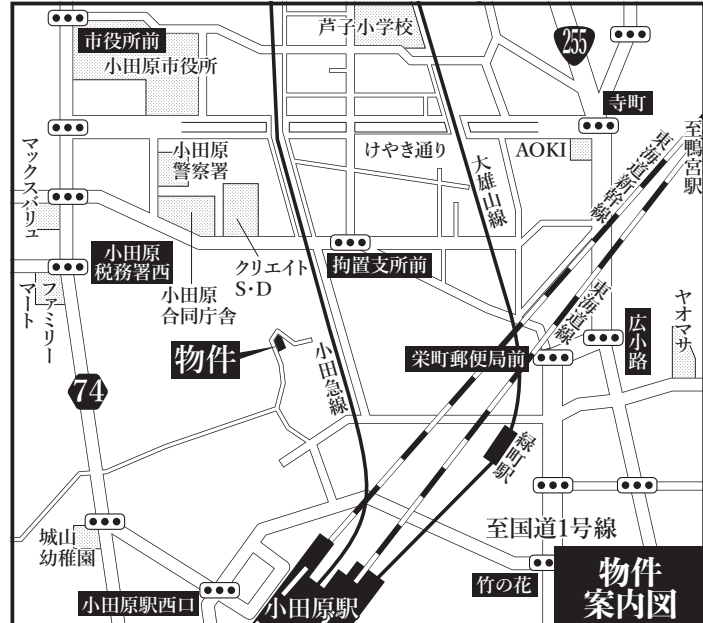 芦子小学校
255
市役所前
小田原市役所
寺町
至鴨宮駅
マックスバリュ
小田原
警察署
けやき通り
AOKI
大雄山線
東海道新幹線
小田原
税務署西
クリエイト
S・D
拘置支所前
小田原
合同庁舎
ファミリー
マート
東海道線
ヤオマサ
広小路
物件
小田急線
栄町郵便局前
74
緑町駅
城山
幼稚園
至国道1号線
竹の花
小田原駅西口
小田原駅
物件
案内図